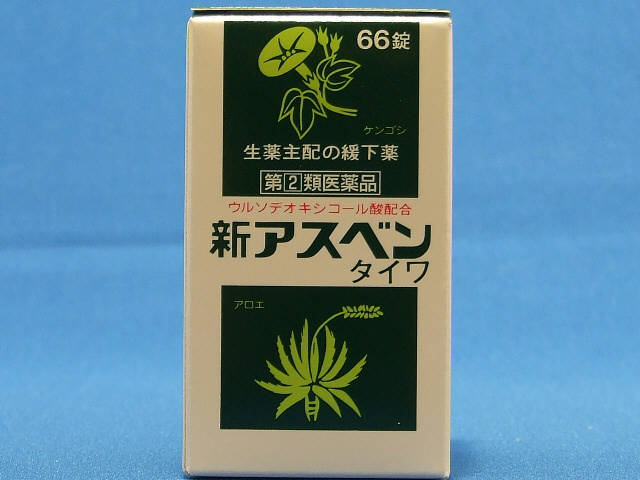 66錠
ケンゴシ
生薬主配の緩下薬
指②類医薬品
ウルソデオキシコール酸配合
新アスベン
タイワ
アロエ